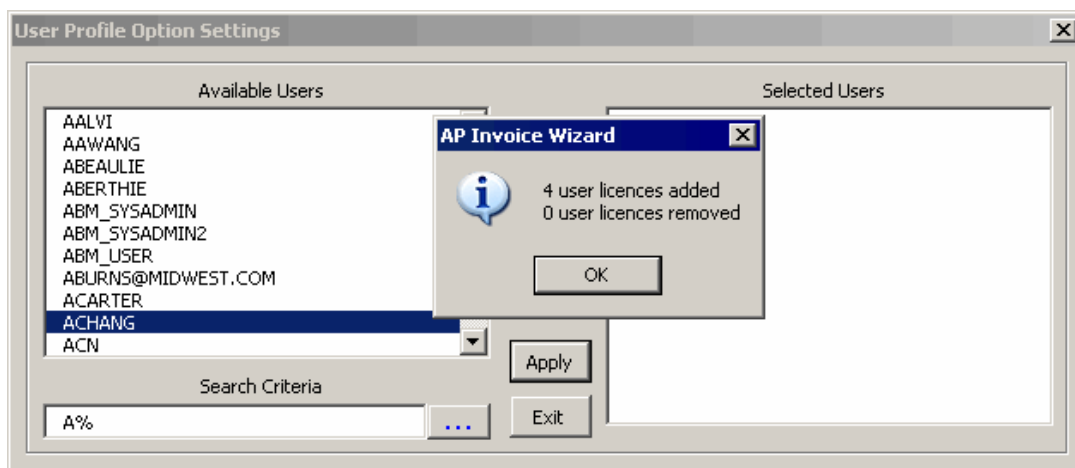 User Profile Option Settings
Available Users
AALVI
AAWANG
ABEAULIE
ABERTHIE
ABM_SYSADMIN
ABM_SYSADMIN2
ABM_USER
ABURNS@MIDWEST.COM
ACARTER
ACHANG
ACN
Search Criteria
A%
...
Apply
Exit
Selected Users
AP Invoice Wizard
4 user licences added
0 user licences removed
OK